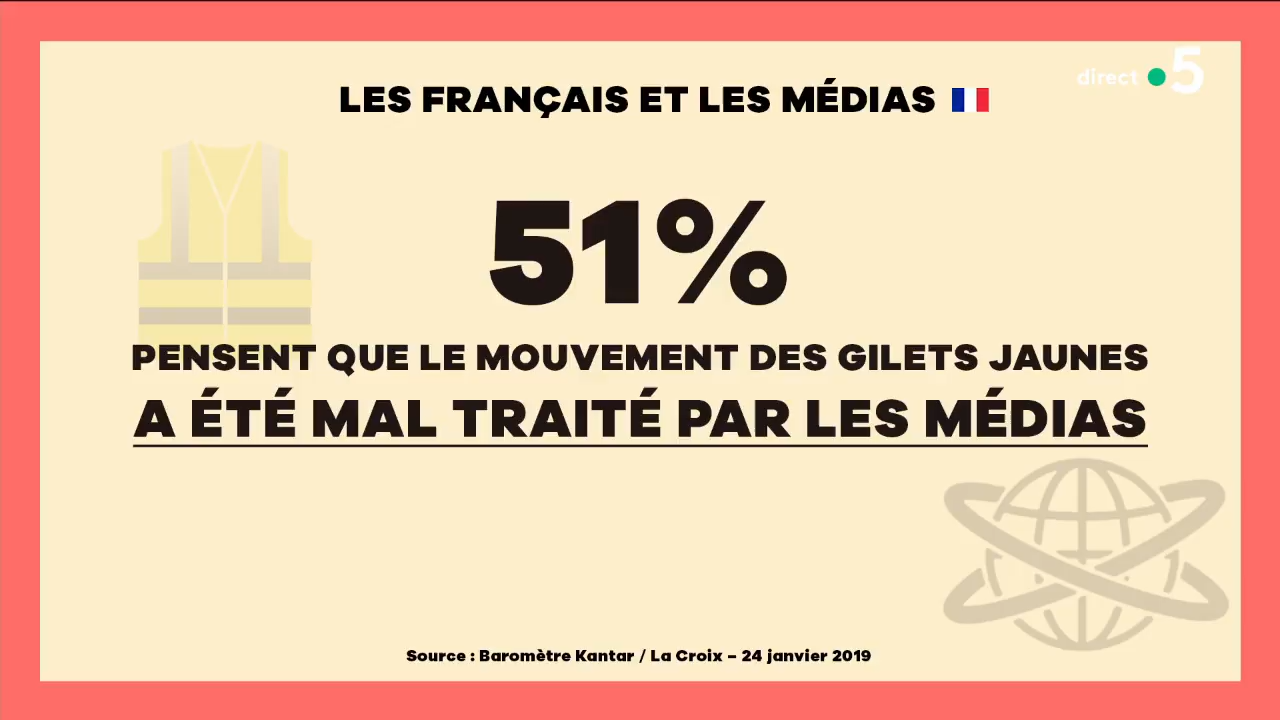 direct 5
LES FRANÇAIS ET LES MÉDIAS
51%
PENSENT QUE LE MOUVEMENT DES GILETS JAUNES
A ÉTÉ MAL TRAITÉ PAR LES MÉDIAS
Source : Baromètre Kantar / La Croix – 24 janvier 2019